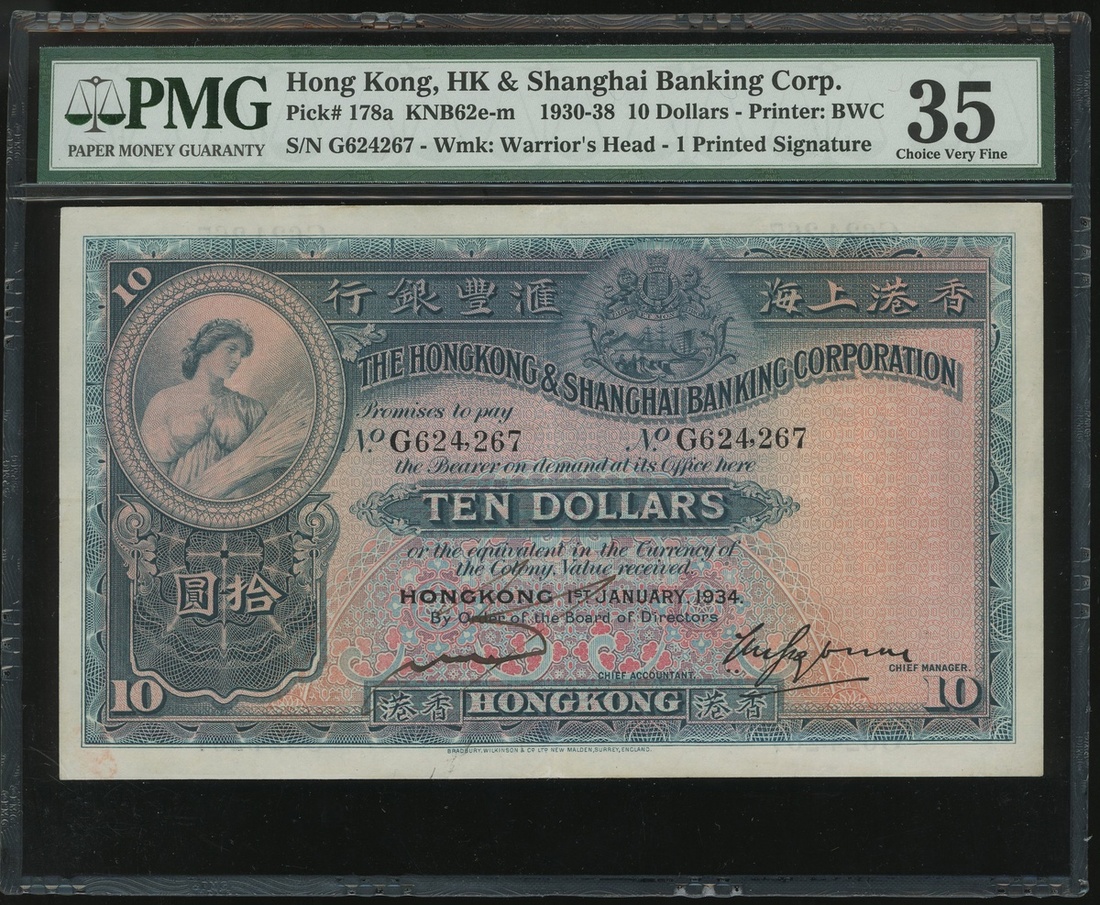 PMG
PAPER MONEY GUARANTY
Hong Kong, HK & Shanghai Banking Corp.
Pick# 178a KNB62e-m 1930-38 10 Dollars - Printer: BWC
S/N G624267 - Wmk: Warrior's Head - 1 Printed Signature
35
Choice Very Fine
10
行銀豐滙 海上港香
THE HONGKONG & SHANGHAI BANKING CORPORATION
Promises to pay
No. G624,267 No. G624,267
the Bearer on demand at its Office here
TEN DOLLARS
or the equivalent in the Currency of
the Colony, Value received.
HONGKONG 1ST JANUARY, 1934.
By Order of the Board of Directors
圓拾
CHIEF ACCOUNTANT.
CHIEF MANAGER.
10 港香 HONGKONG 港香 10
BRADBURY, WILKINSON & CO LTD NEW MALDEN, SURREY, ENGLAND.